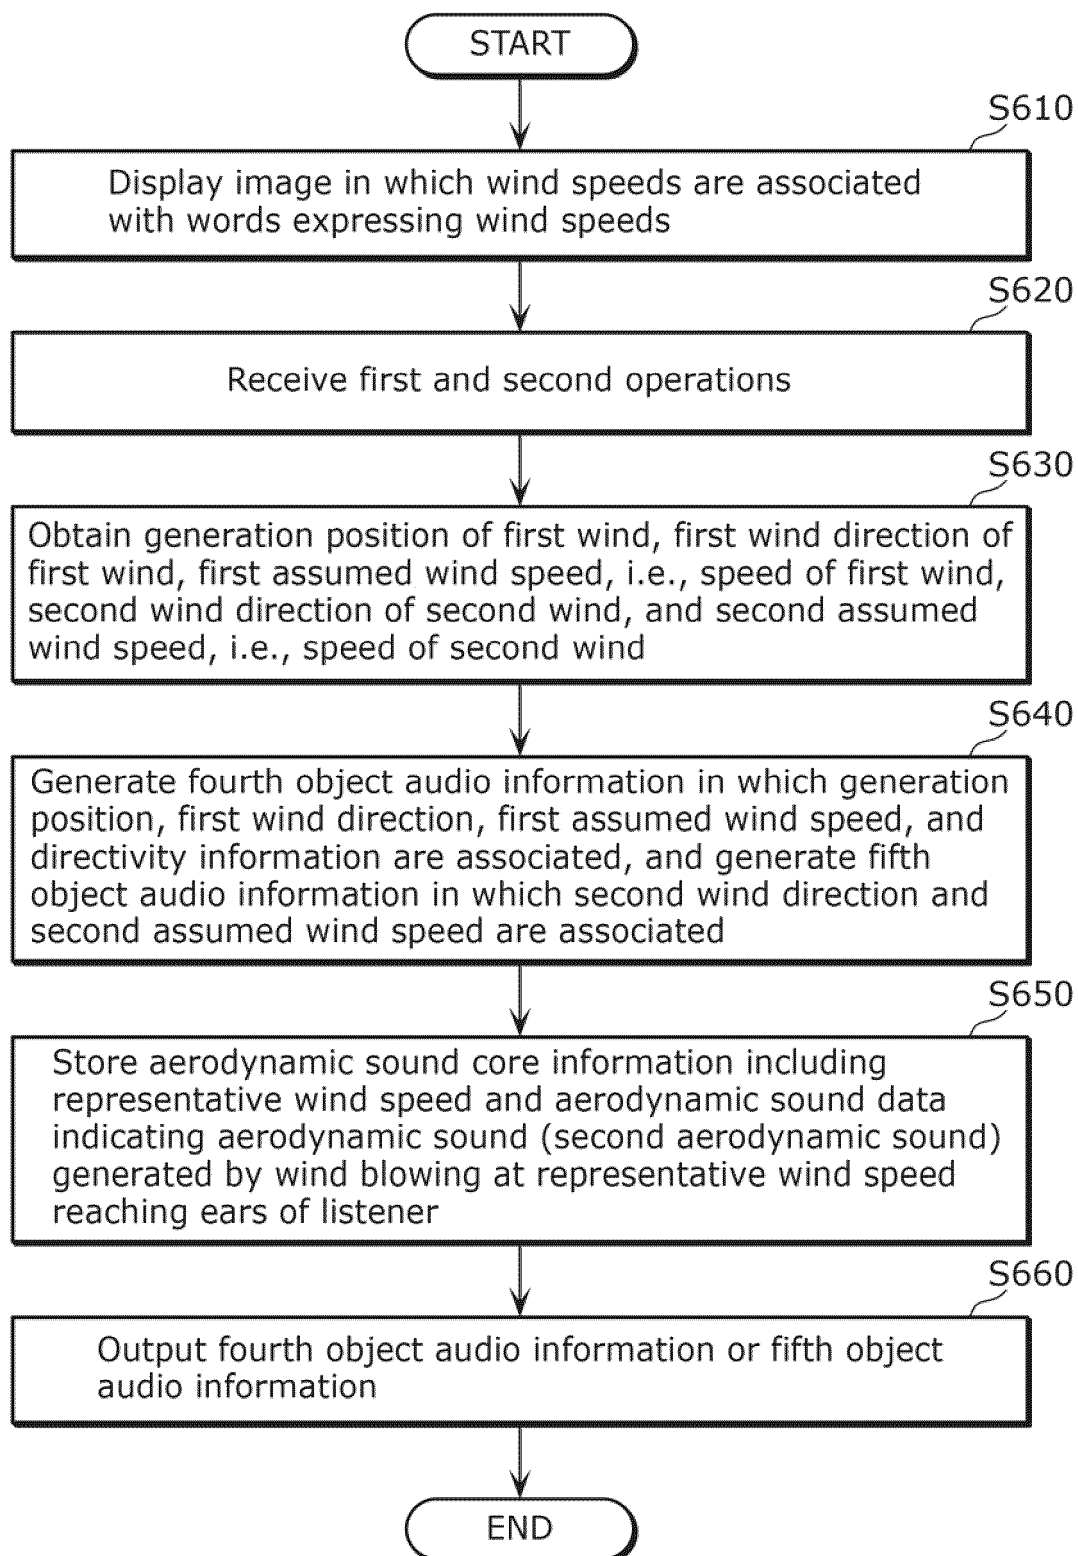 START
S610
Display image in which wind speeds are associated
with words expressing wind speeds
S620
Receive first and second operations
S630
Obtain generation position of first wind, first wind direction of
first wind, first assumed wind speed, i.e., speed of first wind,
second wind direction of second wind, and second assumed
wind speed, i.e., speed of second wind
S640
Generate fourth object audio information in which generation
position, first wind direction, first assumed wind speed, and
directivity information are associated, and generate fifth
object audio information in which second wind direction and
second assumed wind speed are associated
S650
Store aerodynamic sound core information including
representative wind speed and aerodynamic sound data
indicating aerodynamic sound (second aerodynamic sound)
generated by wind blowing at representative wind speed
reaching ears of listener
S660
Output fourth object audio information or fifth object
audio information
END